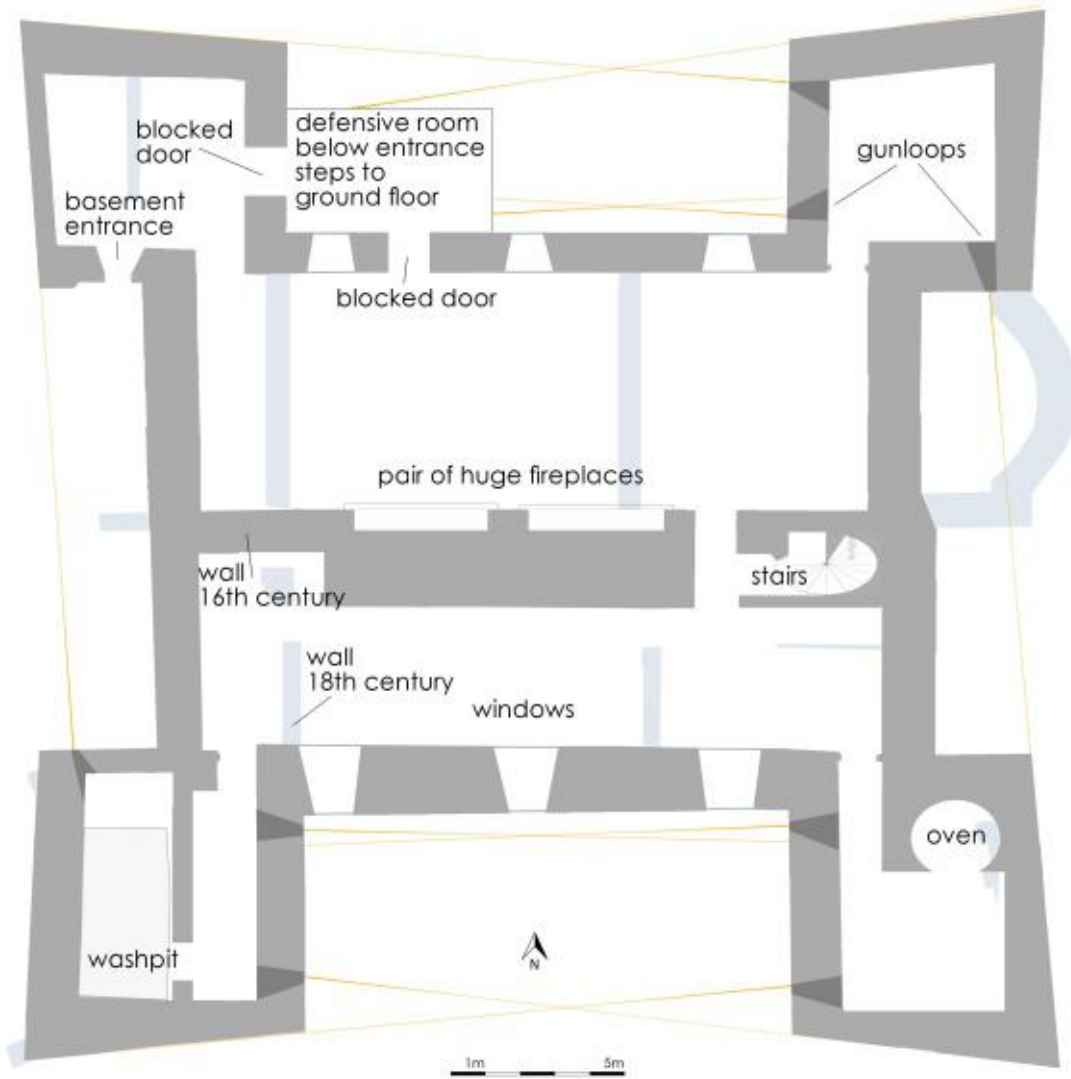 blocked
door
defensive room
below entrance
steps to
ground floor
gunloops
basement
entrance
blocked door
pair of huge fireplaces
wall
16th century
stairs
wall
18th century
windows
oven
washpit
N
1m
5m